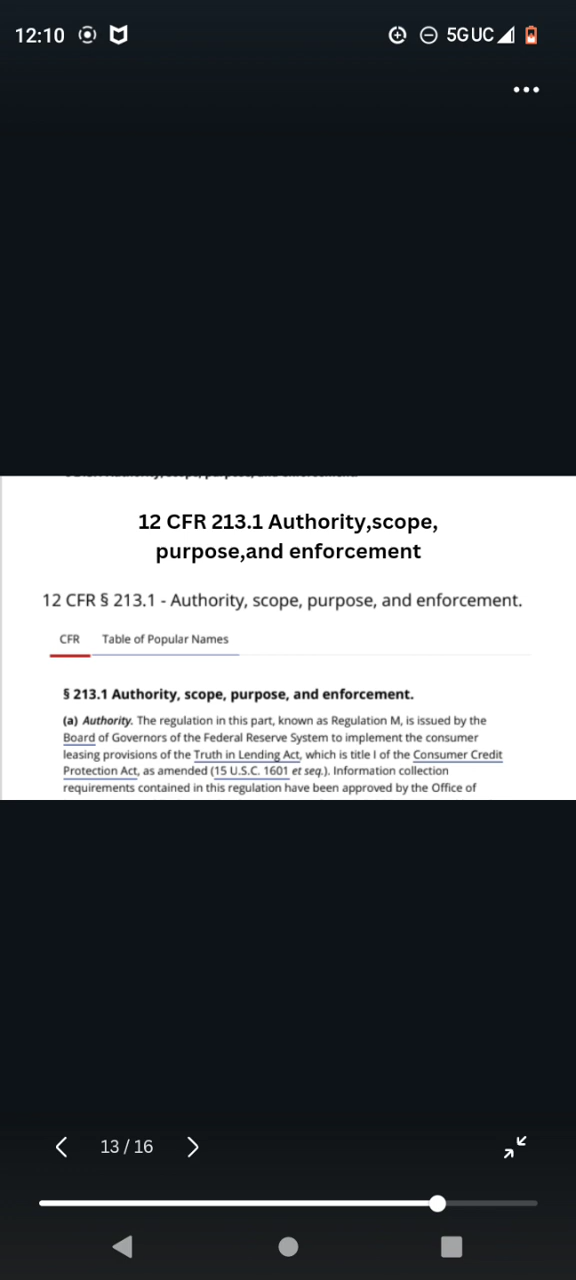 12:10
5G UC
12 CFR 213.1 Authority,scope,
purpose,and enforcement
12 CFR § 213.1 - Authority, scope, purpose, and enforcement.
CFR Table of Popular Names
§ 213.1 Authority, scope, purpose, and enforcement.
(a) Authority. The regulation in this part, known as Regulation M, is issued by the
Board of Governors of the Federal Reserve System to implement the consumer
leasing provisions of the Truth in Lending Act, which is title I of the Consumer Credit
Protection Act, as amended (15 U.S.C. 1601 et seq.). Information collection
requirements contained in this regulation have been approved by the Office of
13 / 16